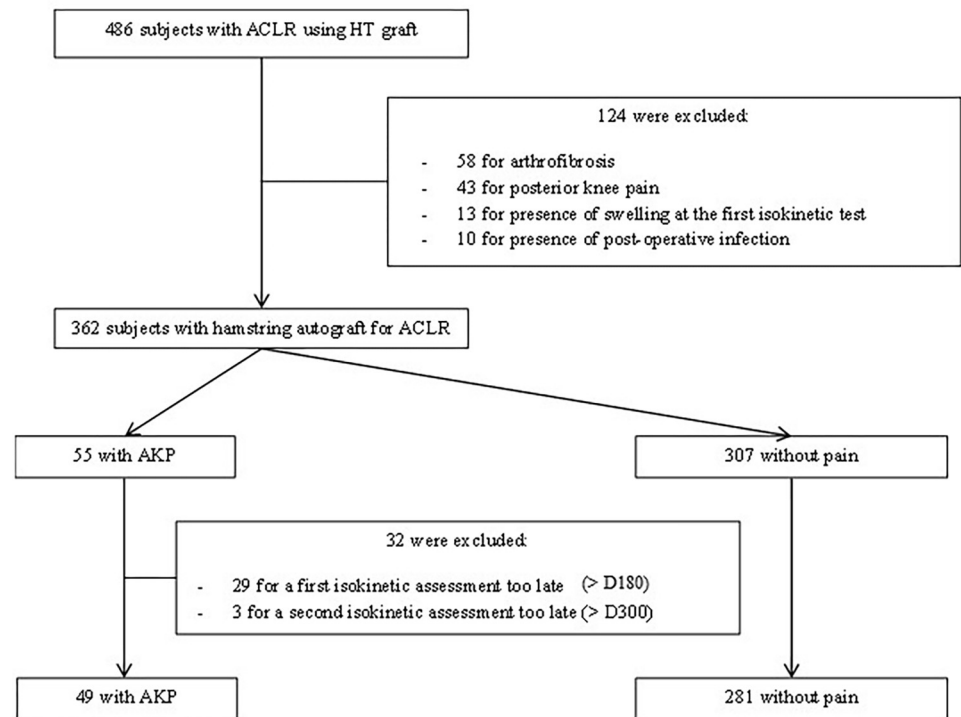 486 subjects with ACLR using HT graft
124 were excluded:
- 58 for arthrofibrosis
- 43 for posterior knee pain
- 13 for presence of swelling at the first isokinetic test
- 10 for presence of post-operative infection
362 subjects with hamstring autograft for ACLR
55 with AKP
307 without pain
32 were excluded:
- 29 for a first isokinetic assessment too late (> D180)
- 3 for a second isokinetic assessment too late (> D300)
49 with AKP
281 without pain